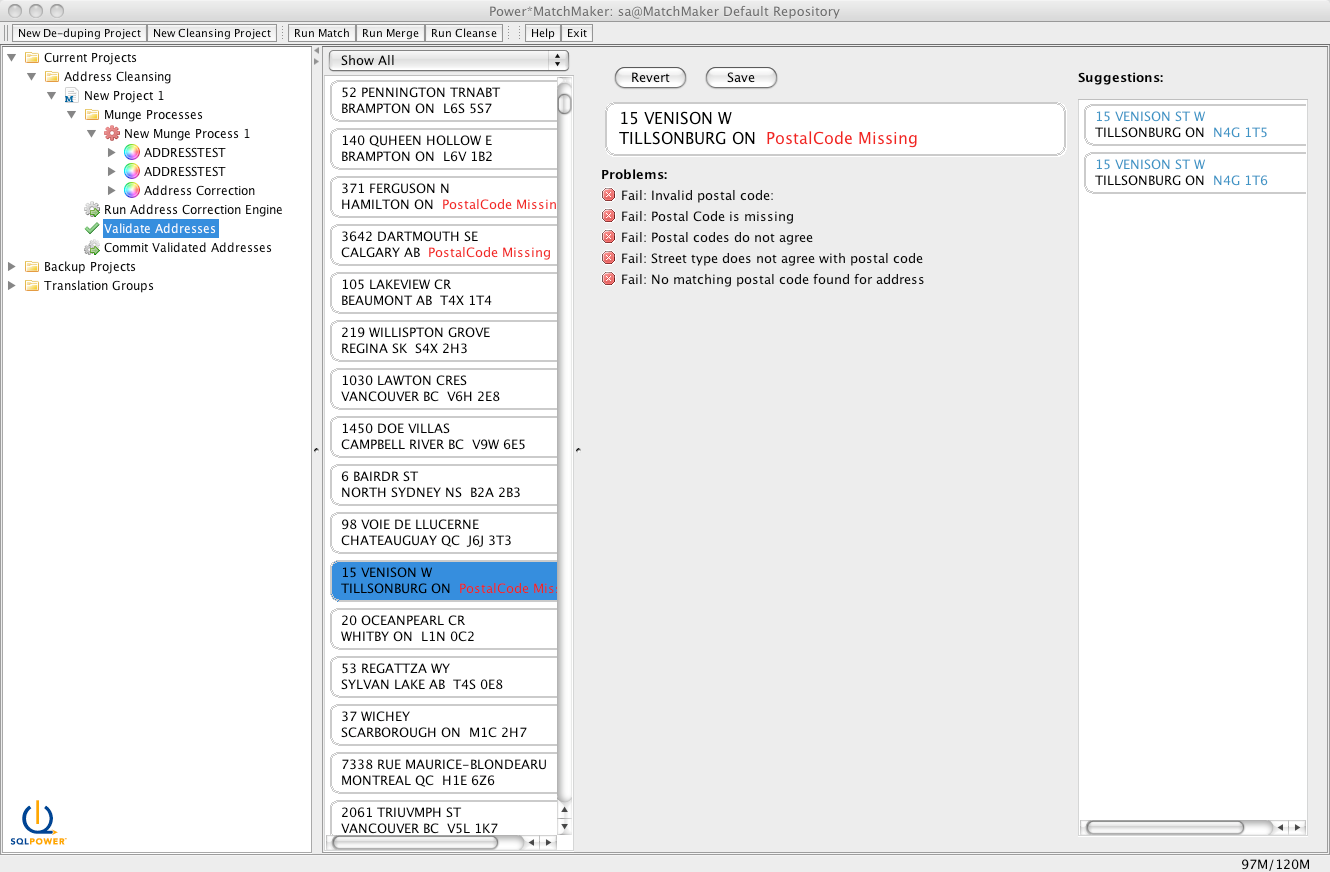 Power*MatchMaker: sa@MatchMaker Default Repository
New De-duping Project New Cleansing Project Run Match Run Merge Run Cleanse Help Exit
Current Projects
Address Cleansing
New Project 1
Munge Processes
New Munge Process 1
ADDRESSTEST
ADDRESSTEST
Address Correction
Run Address Correction Engine
Validate Addresses
Commit Validated Addresses
Backup Projects
Translation Groups
SQLPOWER
Show All
52 PENNINGTON TRNABT
BRAMPTON ON L6S 5S7
140 QUHEEN HOLLOW E
BRAMPTON ON L6V 1B2
371 FERGUSON N
HAMILTON ON PostalCode Missin
3642 DARTMOUTH SE
CALGARY AB PostalCode Missing
105 LAKEVIEW CR
BEAUMONT AB T4X 1T4
219 WILLISPTON GROVE
REGINA SK S4X 2H3
1030 LAWTON CRES
VANCOUVER BC V6H 2E8
1450 DOE VILLAS
CAMPBELL RIVER BC V9W 6E5
6 BAIRDR ST
NORTH SYDNEY NS B2A 2B3
98 VOIE DE LLUCERNE
CHATEAUGUAY QC J6J 3T3
15 VENISON W
TILLSONBURG ON PostalCode Mis
20 OCEANPEARL CR
WHITBY ON L1N 0C2
53 REGATTZA WY
SYLVAN LAKE AB T4S 0E8
37 WICHEY
SCARBOROUGH ON M1C 2H7
7338 RUE MAURICE-BLONDEARU
MONTREAL QC H1E 6Z6
2061 TRIUVMPH ST
VANCOUVER BC V5L 1K7
Revert Save
15 VENISON W
TILLSONBURG ON PostalCode Missing
Problems:
Fail: Invalid postal code:
Fail: Postal Code is missing
Fail: Postal codes do not agree
Fail: Street type does not agree with postal code
Fail: No matching postal code found for address
Suggestions:
15 VENISON ST W
TILLSONBURG ON N4G 1T5
15 VENISON ST W
TILLSONBURG ON N4G 1T6
97M/120M